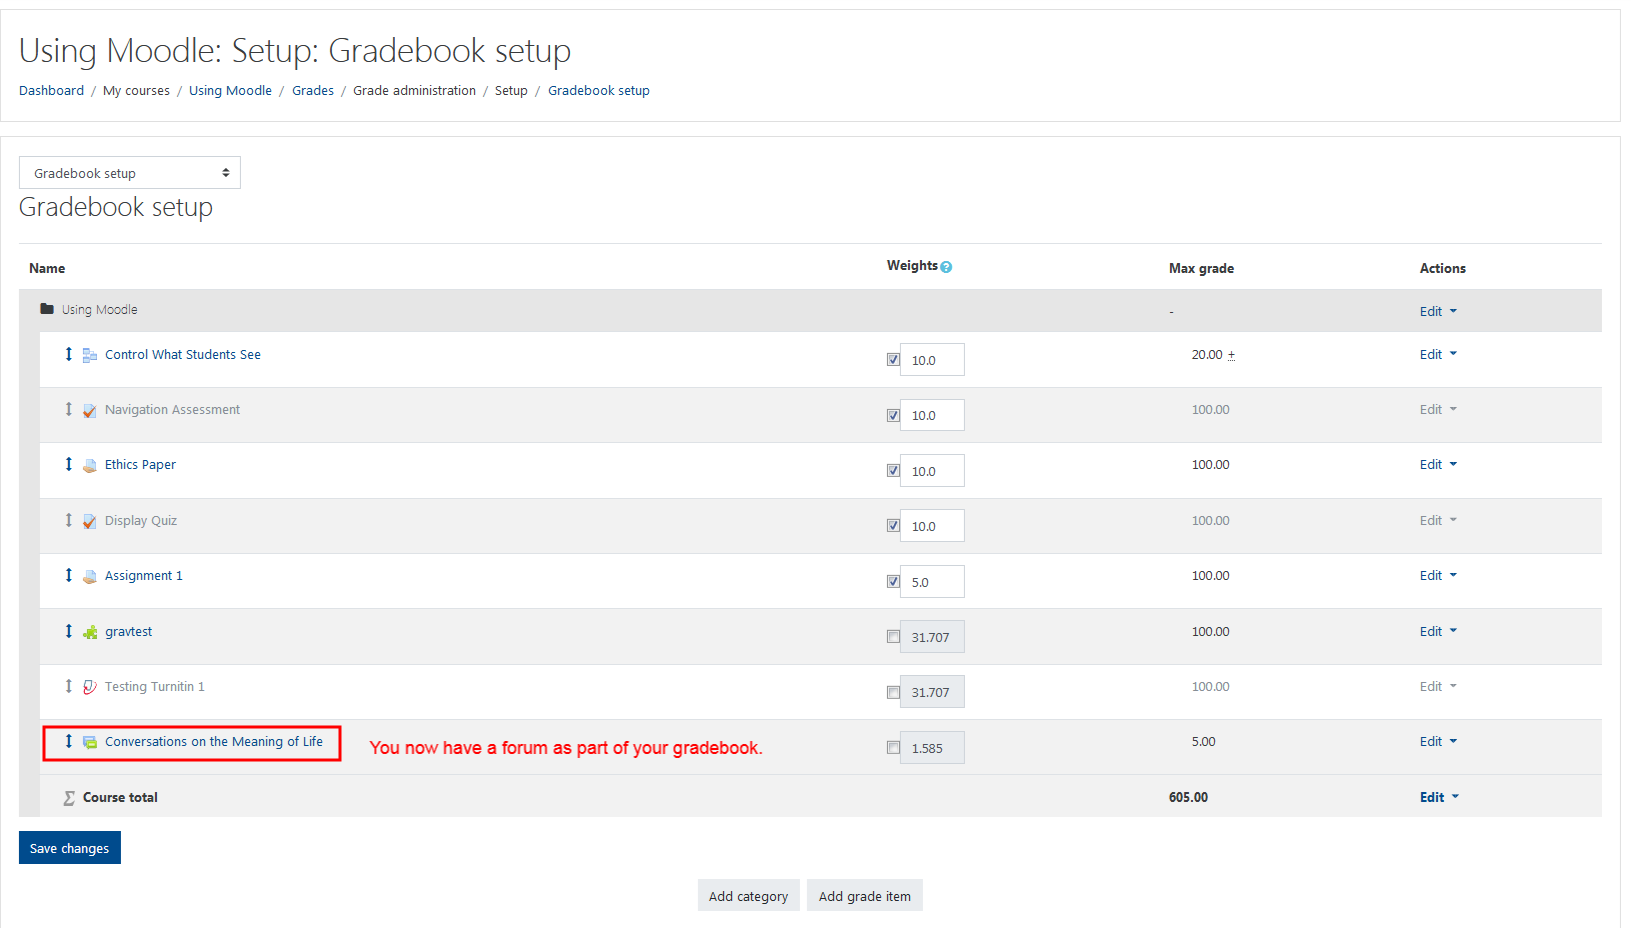 Using Moodle: Setup: Gradebook setup
Dashboard / My courses / Using Moodle / Grades / Grade administration / Setup / Gradebook setup
Gradebook setup
Gradebook setup
Name Weights Max grade Actions
Using Moodle - Edit
Control What Students See 10.0 20.00 + Edit
Navigation Assessment 10.0 100.00 Edit
Ethics Paper 10.0 100.00 Edit
Display Quiz 10.0 100.00 Edit
Assignment 1 5.0 100.00 Edit
gravtest 31.707 100.00 Edit
Testing Turnitin 1 31.707 100.00 Edit
Conversations on the Meaning of Life You now have a forum as part of your gradebook. 1.585 5.00 Edit
Course total 605.00 Edit
Save changes
Add category Add grade item